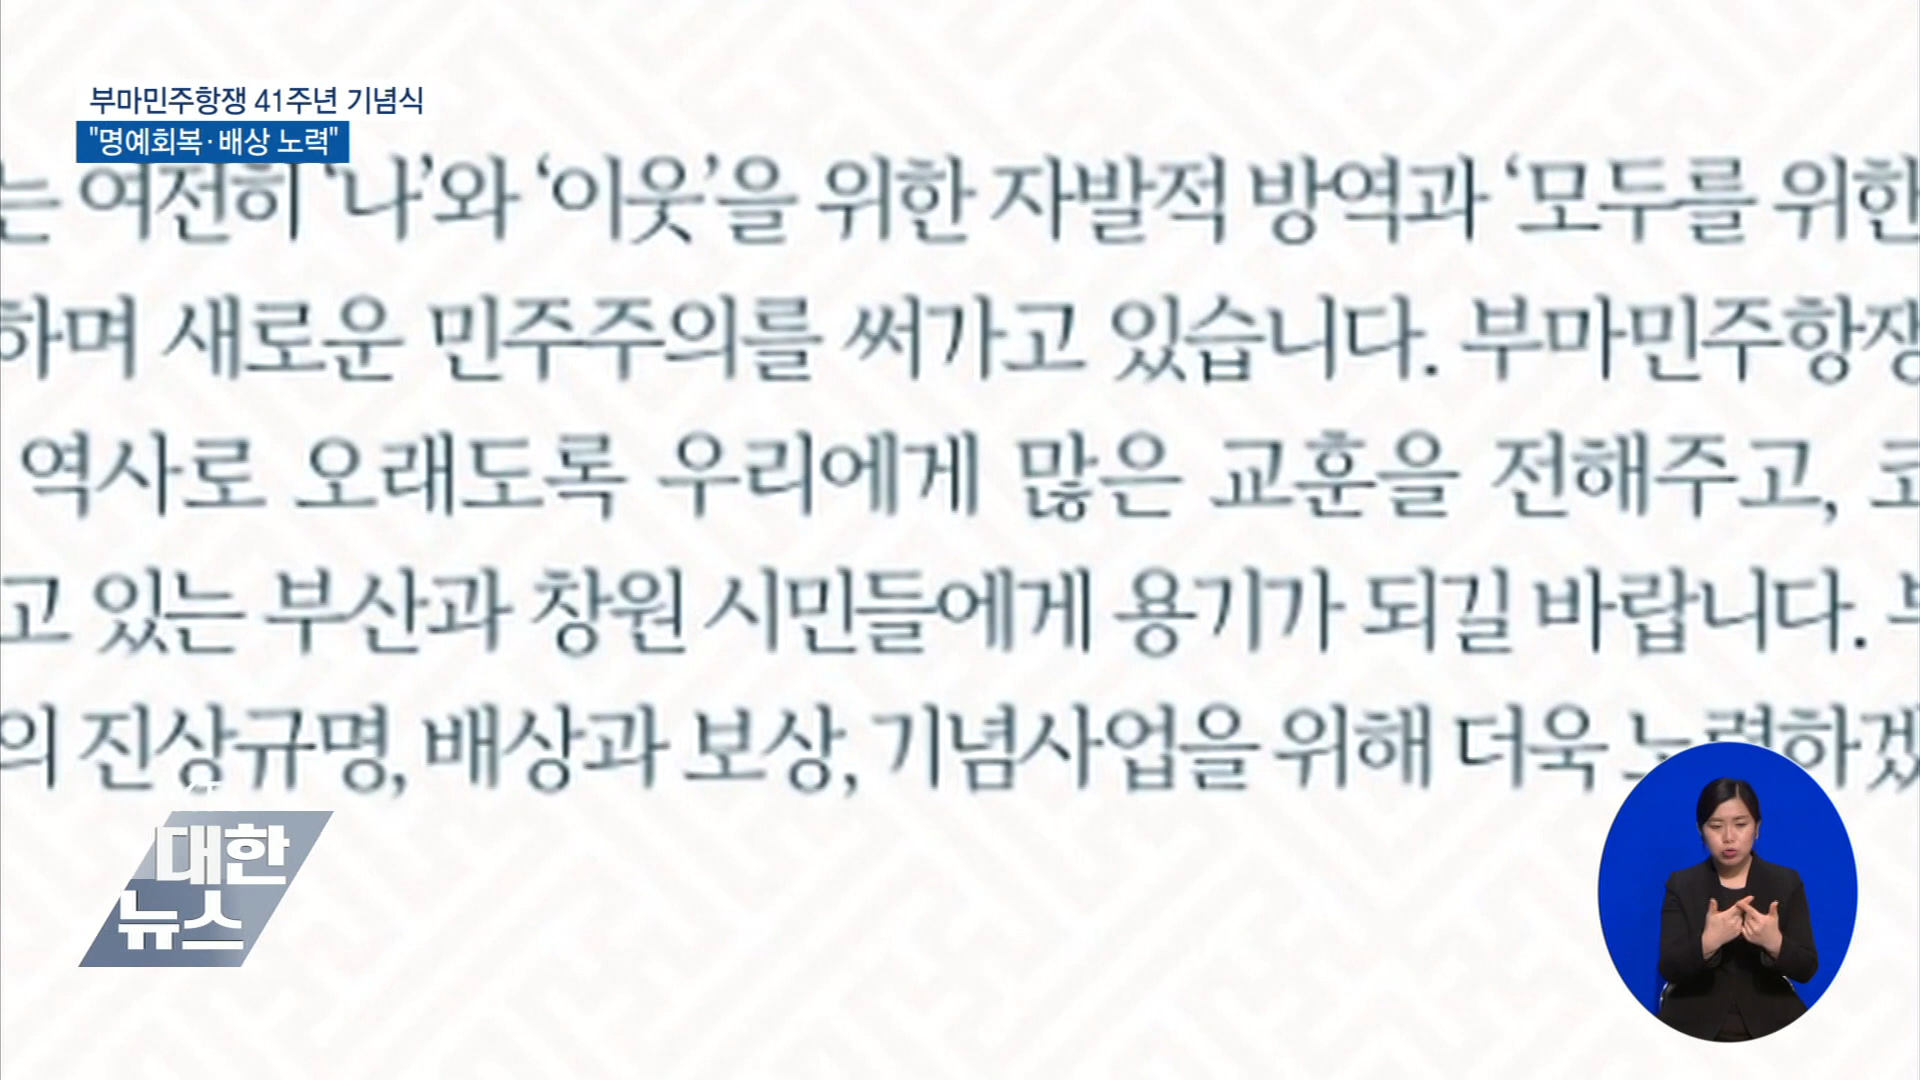 부마민주항쟁 41주년 기념식
"명예회복·배상 노력"
는 여전히 ‘나’와 ‘이웃’을 위한 자발적 방역과 ‘모두를 위한
하며 새로운 민주주의를 써가고 있습니다. 부마민주항쟁
역사로 오래도록 우리에게 많은 교훈을 전해주고,
고 있는 부산과 창원 시민들에게 용기가 되길 바랍니다.
의 진상규명, 배상과 보상, 기념사업을 위해 더욱 노력하겠
대한
뉴스